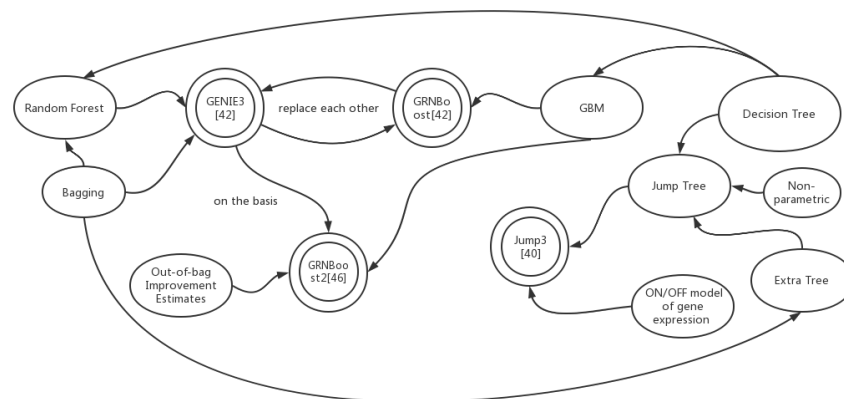 Random Forest
GENIE3
[42]
replace each other
GRNBo
ost[42]
GBM
Decision Tree
Bagging
on the basis
Jump Tree
Non-
parametric
Out-of-bag
Improvement
Estimates
GRNBoo
st2[46]
Jump3
[40]
ON/OFF model
of gene
expression
Extra Tree